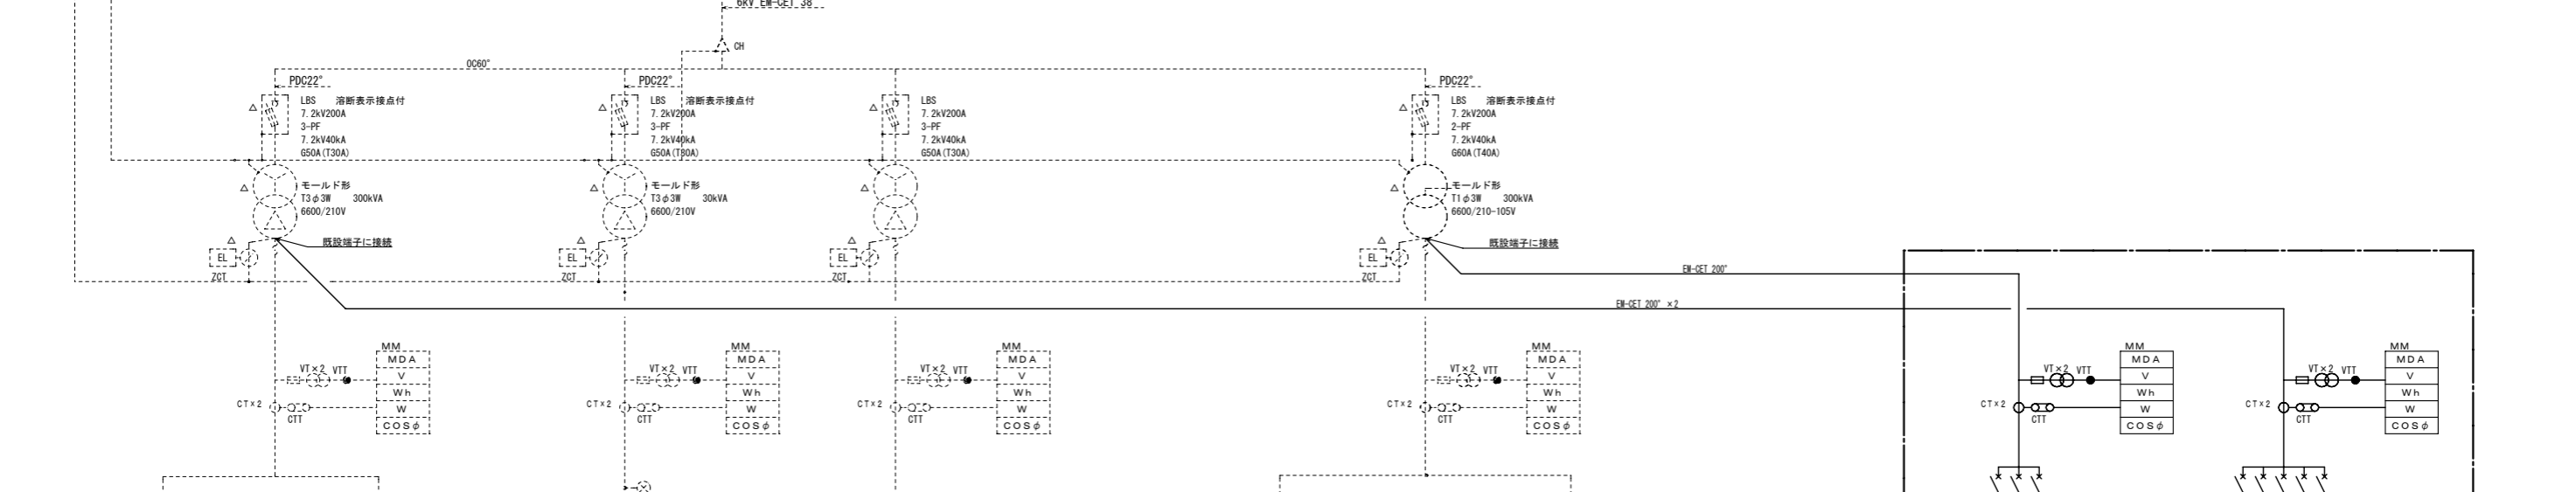 6kV EM-CET 38°
CH
OC60°
PDC22°
LBS 溶断表示接点付
7.2kV200A
3-PF
7.2kV40kA
G50A(T30A)
PDC22°
LBS 溶断表示接点付
7.2kV200A
3-PF
7.2kV40kA
G50A(T30A)
LBS
7.2kV200A
3-PF
7.2kV40kA
G50A(T30A)
PDC22°
LBS 溶断表示接点付
7.2kV200A
2-PF
7.2kV40kA
G60A(T40A)
モールド形
T3φ3W 300kVA
6600/210V
モールド形
T3φ3W 30kVA
6600/210V
モールド形
T1φ3W 300kVA
6600/210-105V
既設端子に接続
既設端子に接続
EL
ZCT
EL
ZCT
EL
ZCT
EL
ZCT
EM-CET 200°
EM-CET 200° ×2
MM
MDA
V
Wh
W
COSφ
VT×2 VTT
CT×2
CTT
MM
MDA
V
Wh
W
COSφ
VT×2 VTT
CT×2
CTT
MM
MDA
V
Wh
W
COSφ
VT×2 VTT
CT×2
CTT
MM
MDA
V
Wh
W
COSφ
VT×2 VTT
CT×2
CTT
MM
MDA
V
Wh
W
COSφ
VT×2 VTT
CT×2
CTT
MM
MDA
V
Wh
W
COSφ
VT×2 VTT
CT×2
CTT